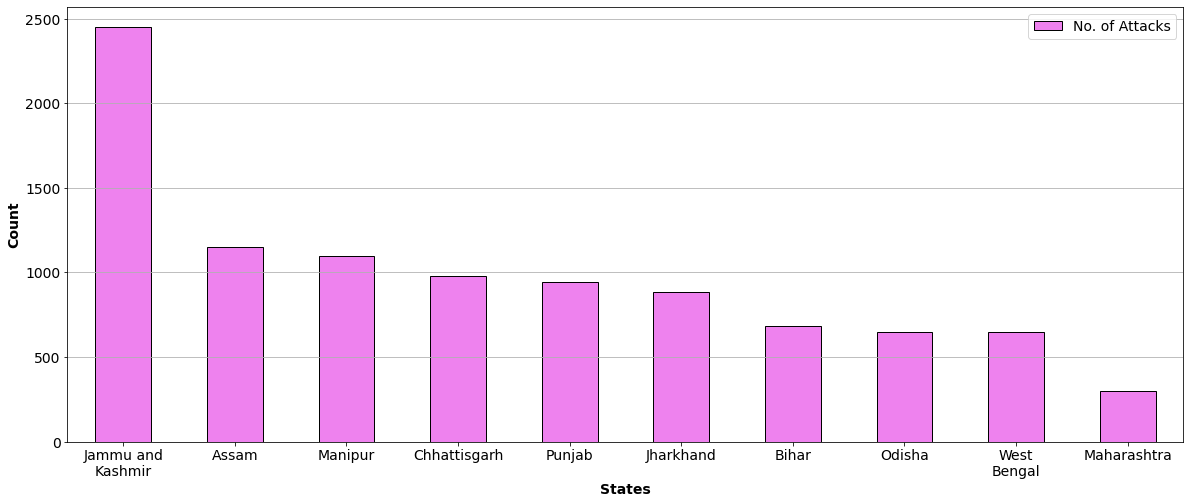 No. of Attacks
2500
2000
1500
1000
500
0
Count
Jammu and
Kashmir
Assam
Manipur
Chhattisgarh
Punjab
Jharkhand
Bihar
Odisha
West
Bengal
Maharashtra
States